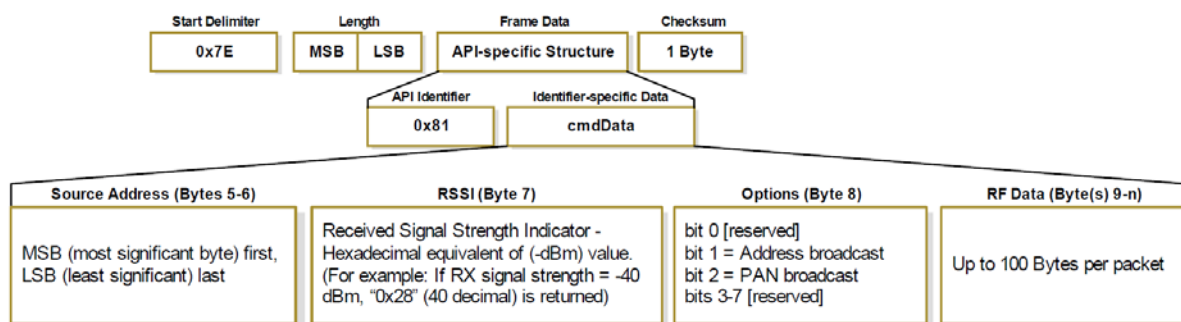 Start Delimiter Length Frame Data Checksum
0x7E MSB LSB API-specific Structure 1 Byte
API Identifier Identifier-specific Data
0x81 cmdData
Source Address (Bytes 5-6)
MSB (most significant byte) first,
LSB (least significant) last
RSSI (Byte 7)
Received Signal Strength Indicator -
Hexadecimal equivalent of (-dBm) value.
(For example: If RX signal strength = -40
dBm, “0x28” (40 decimal) is returned)
Options (Byte 8)
bit 0 [reserved]
bit 1 = Address broadcast
bit 2 = PAN broadcast
bits 3-7 [reserved]
RF Data (Byte(s) 9-n)
Up to 100 Bytes per packet